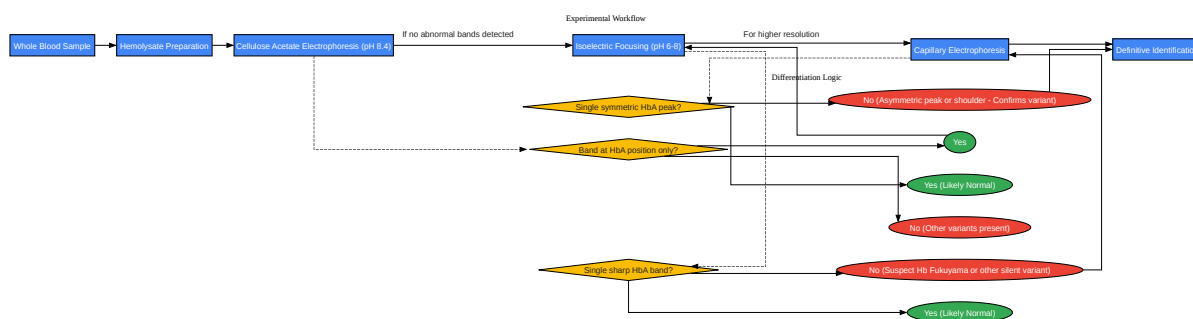 Experimental Workflow
Whole Blood Sample
Hemolysate Preparation
Cellulose Acetate Electrophoresis (pH 8.4)
If no abnormal bands detected
Isoelectric Focusing (pH 6-8)
For higher resolution
Capillary Electrophoresis
Definitive Identification
Differentiation Logic
Single symmetric HbA peak?
No (Asymmetric peak or shoulder - Confirms variant)
Band at HbA position only?
Yes
Yes (Likely Normal)
No (Other variants present)
Single sharp HbA band?
No (Suspect Hb Fukuyama or other silent variant)
Yes (Likely Normal)